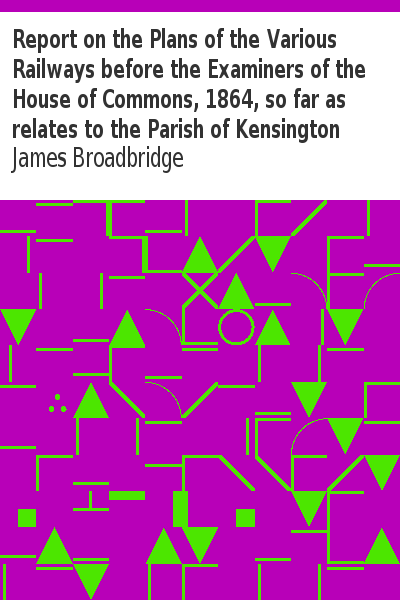 Report on the Plans of the Various
Railways before the Examiners of the
House of Commons, 1864, so far as
relates to the Parish of Kensington
James Broadbridge